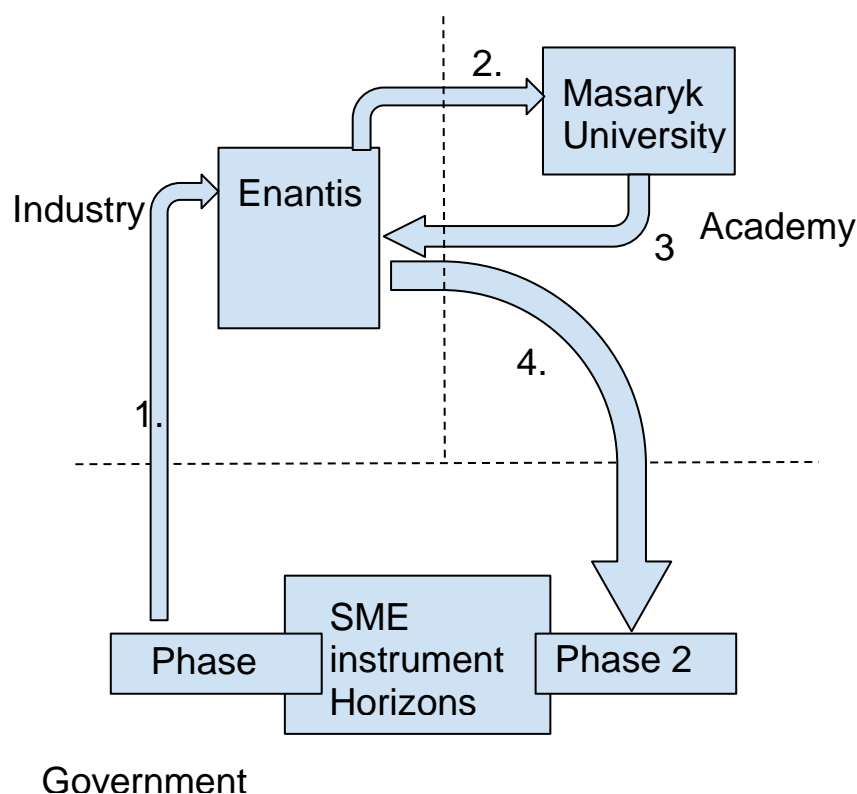 2.
Masaryk
University
Enantis
Industry
Academy
3
4.
1.
SME
instrument
Horizons
Phase
Phase 2
Government